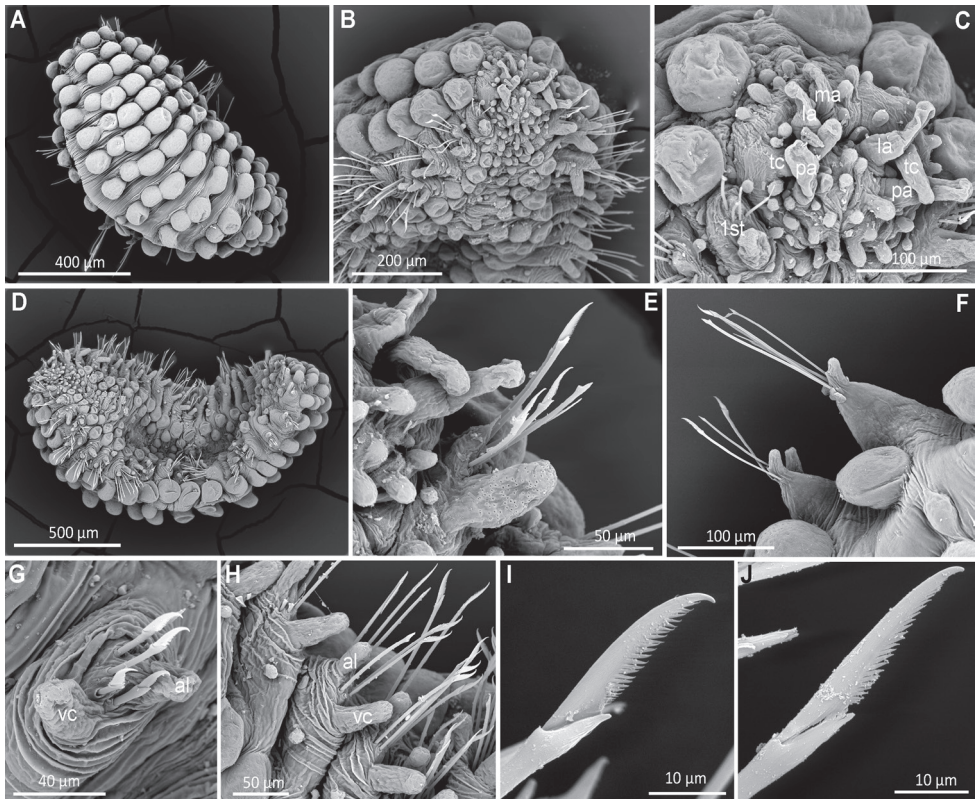 A
400 µm
B
200 µm
C
ma
la
la
tc
pa
tc
pa
1st
100 µm
D
500 µm
E
50 µm
F
100 µm
G
al
vc
40 µm
H
al
vc
50 µm
I
10 µm
J
10 µm